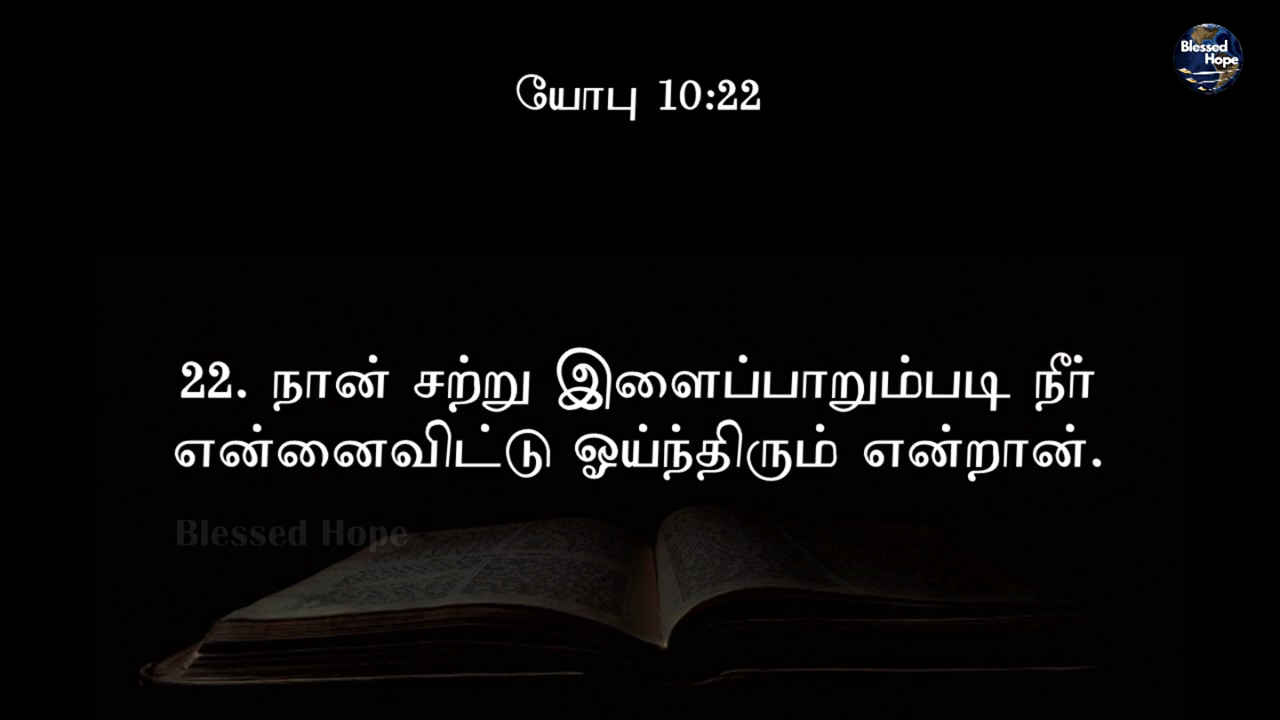 Blessed
Hope
யோபு 10:22
22. நான் சற்று இளைப்பாறும்படி நீர்
என்னைவிட்டு ஓய்ந்திரும் என்றான்.
Blessed Hope